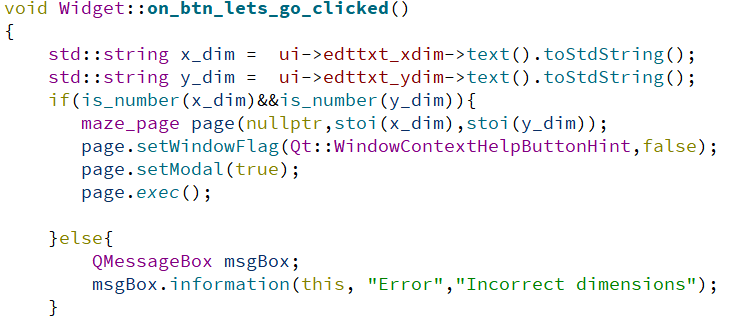 void Widget::on_btn_lets_go_clicked()
{
    std::string x_dim =  ui->edttxt_xdim->text().toStdString();
    std::string y_dim =  ui->edttxt_ydim->text().toStdString();
    if(is_number(x_dim)&&is_number(y_dim)){
       maze_page page(nullptr,stoi(x_dim),stoi(y_dim));
       page.setWindowFlag(Qt::WindowContextHelpButtonHint,false);
       page.setModal(true);
       page.exec();

    }else{
        QMessageBox msgBox;
        msgBox.information(this, "Error","Incorrect dimensions");
    }